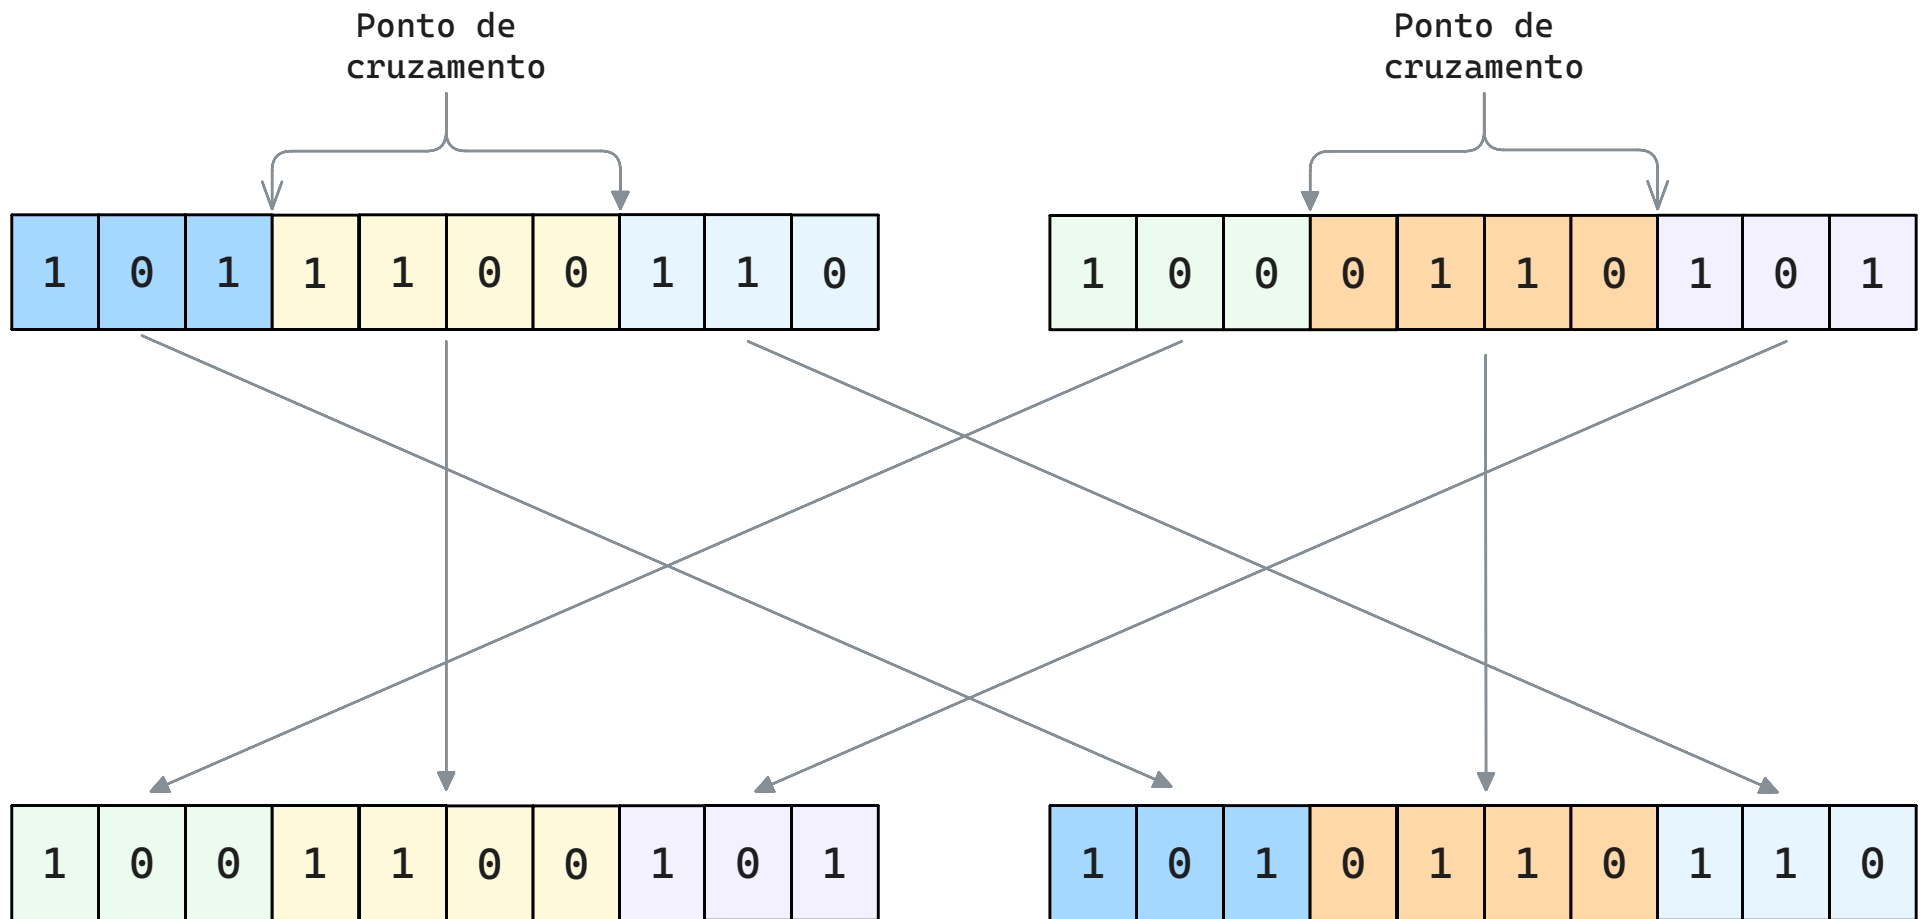 Ponto de
cruzamento
Ponto de
cruzamento
1 0 1 1 1 0 0 1 1 0
1 0 0 0 1 1 0 1 0 1
1 0 0 1 1 0 0 1 0 1
1 0 1 0 1 1 0 1 1 0